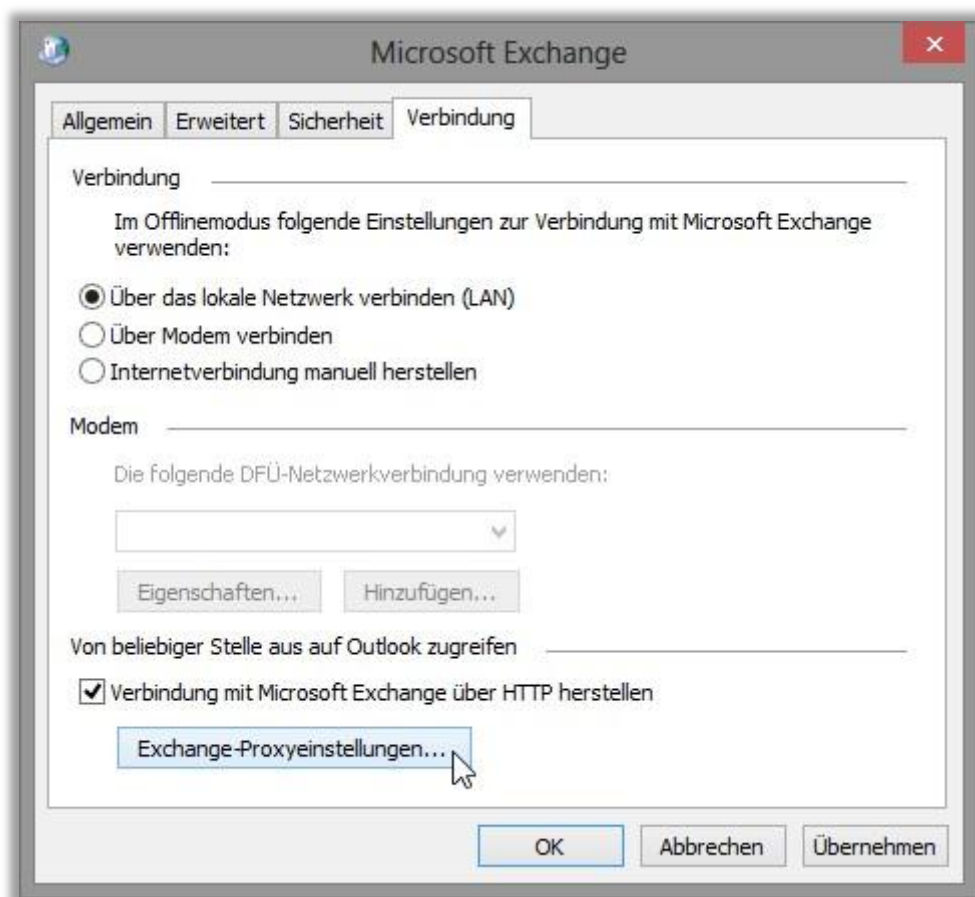 Microsoft Exchange
Allgemein Erweitert Sicherheit Verbindung
Verbindung
Im Offlinemodus folgende Einstellungen zur Verbindung mit Microsoft Exchange
verwenden:
Über das lokale Netzwerk verbinden (LAN)
Über Modem verbinden
Internetverbindung manuell herstellen
Modem
Die folgende DFÜ-Netzwerkverbindung verwenden:
Eigenschaften... Hinzufügen...
Von beliebiger Stelle aus auf Outlook zugreifen
Verbindung mit Microsoft Exchange über HTTP herstellen
Exchange-Proxyeinstellungen...
OK Abbrechen Übernehmen